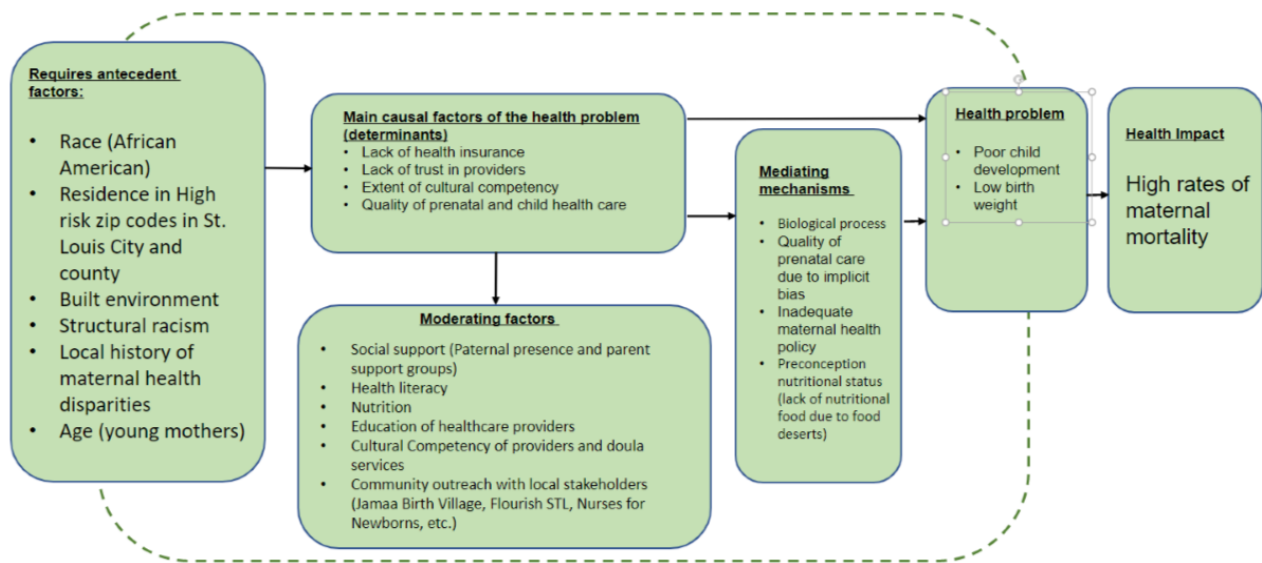 Requires antecedent
factors:
• Race (African
American)
• Residence in High
risk zip codes in St.
Louis City and
county
• Built environment
• Structural racism
• Local history of
maternal health
disparities
• Age (young mothers)
Main causal factors of the health problem
(determinants)
• Lack of health insurance
• Lack of trust in providers
• Extent of cultural competency
• Quality of prenatal and child health care
Moderating factors
• Social support (Paternal presence and parent
support groups)
• Health literacy
• Nutrition
• Education of healthcare providers
• Cultural Competency of providers and doula
services
• Community outreach with local stakeholders
(Jamaa Birth Village, Flourish STL, Nurses for
Newborns, etc.)
Mediating
mechanisms
• Biological process
• Quality of
prenatal care
due to implicit
bias
• Inadequate
maternal health
policy
• Preconception
nutritional status
(lack of nutritional
food due to food
deserts)
Health problem
• Poor child
development
• Low birth
weight
Health Impact
High rates of
maternal
mortality